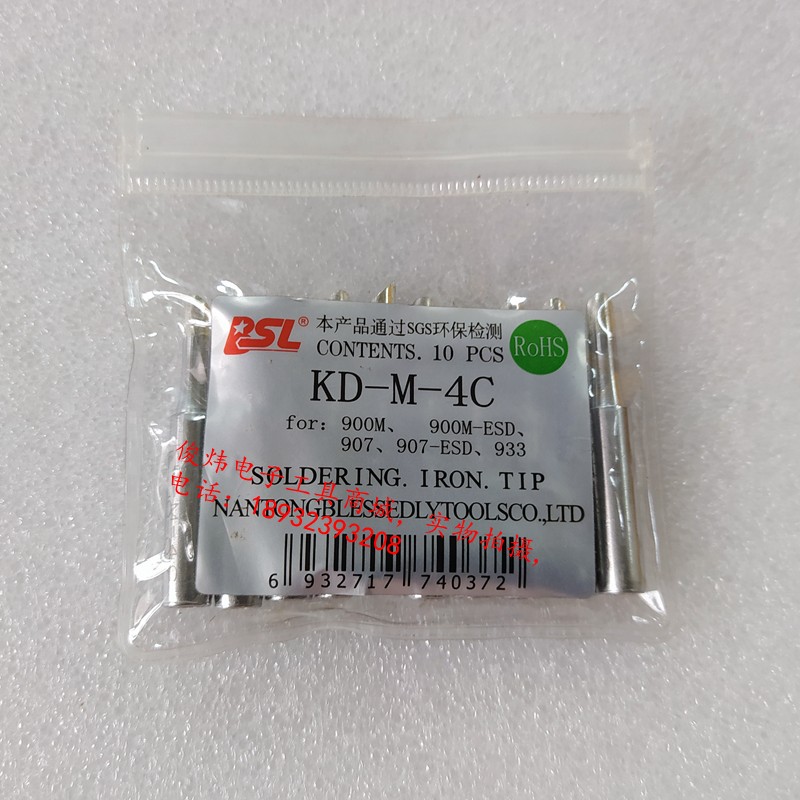 BSL®
本产品通过SGS环保检测
CONTENTS. 10 PCS
RoHS
KD-M-4C
for: 900M、 900M-ESD、
907、907-ESD、933
SOLDERING. IRON. TIP
NANTONGBLESSEDLYTOOLSCO.,LTD
俊炜电子工具商城, 实物拍摄,
电话: 18932393208
6 932717 740372